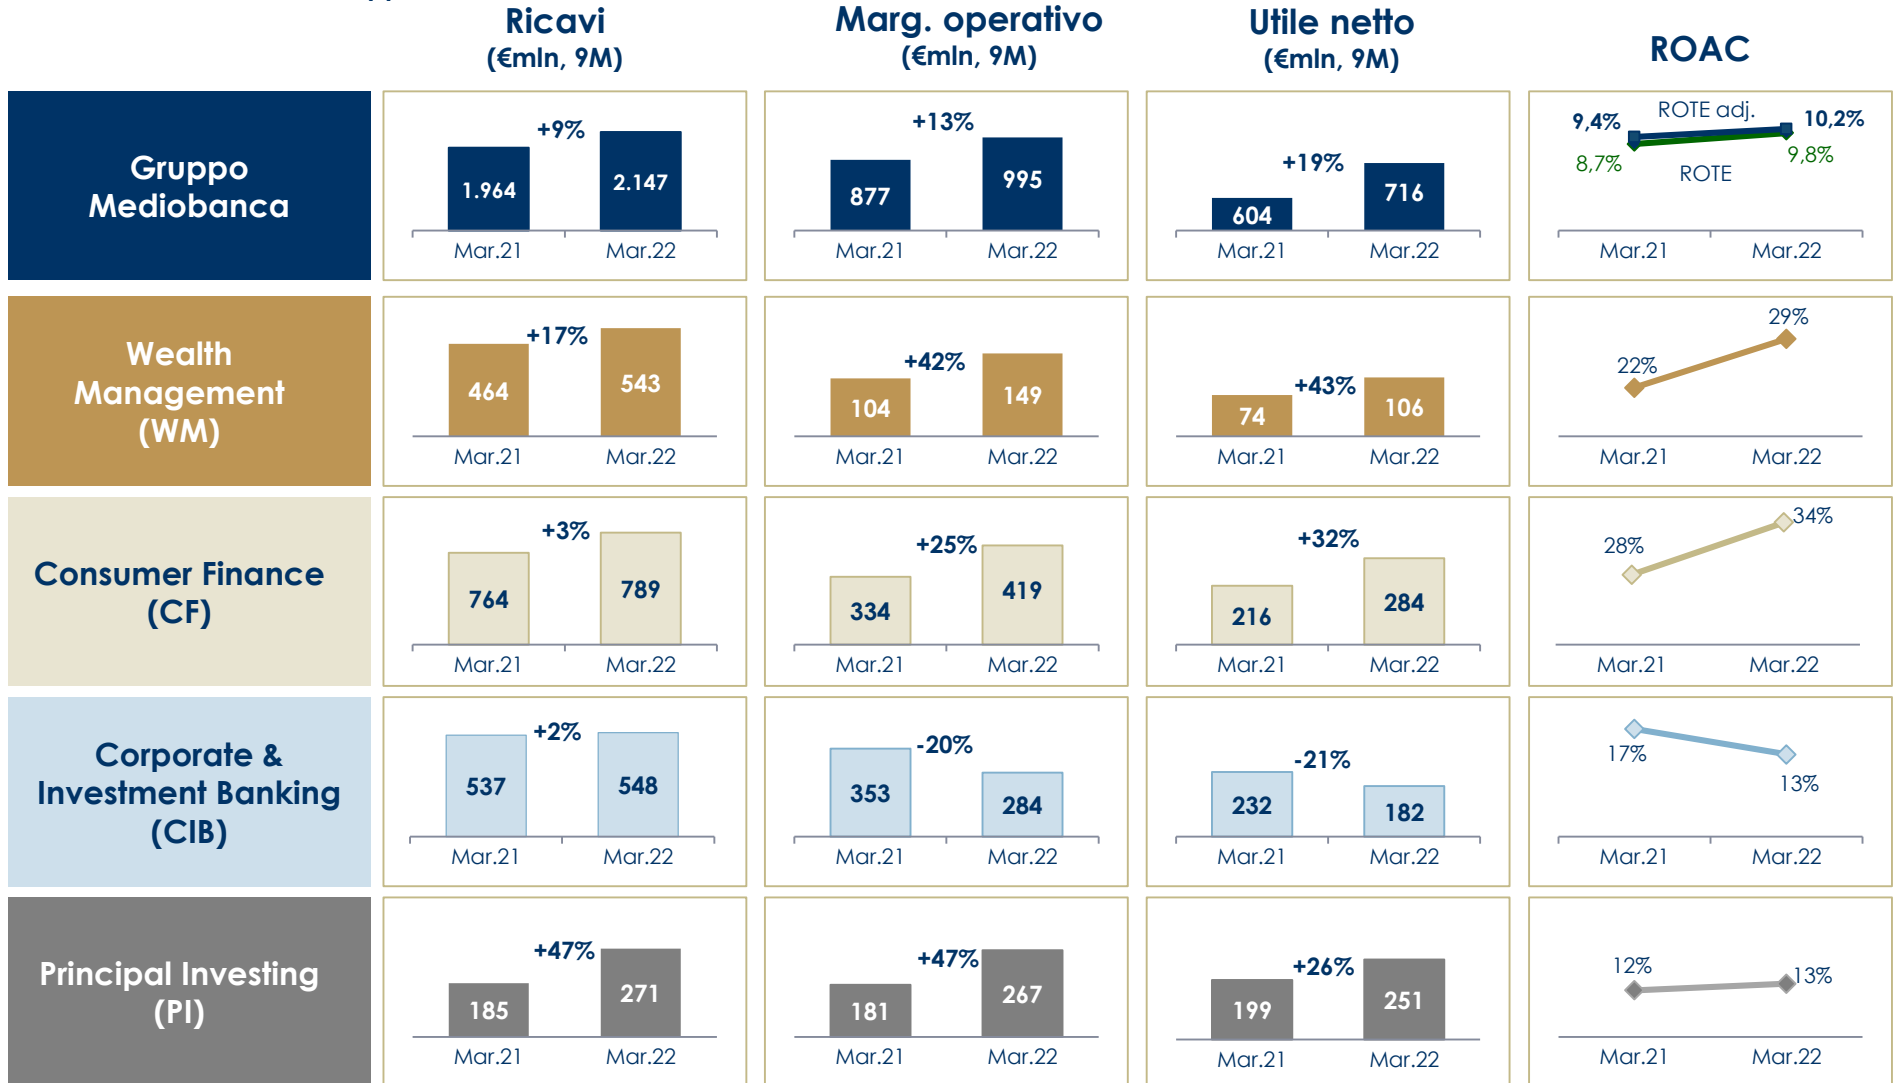 Ricavi
(€mln, 9M)
Marg. operativo
(€mln, 9M)
Utile netto
(€mln, 9M)
ROAC
Gruppo
Mediobanca
1.964
+9%
2.147
Mar.21
Mar.22
877
+13%
995
Mar.21
Mar.22
604
+19%
716
Mar.21
Mar.22
9,4%
ROTE adj.
10,2%
8,7%
ROTE
9,8%
Mar.21
Mar.22
Wealth
Management
(WM)
464
+17%
543
Mar.21
Mar.22
104
+42%
149
Mar.21
Mar.22
74
+43%
106
Mar.21
Mar.22
22%
29%
Mar.21
Mar.22
Consumer Finance
(CF)
764
+3%
789
Mar.21
Mar.22
334
+25%
419
Mar.21
Mar.22
216
+32%
284
Mar.21
Mar.22
28%
34%
Mar.21
Mar.22
Corporate &
Investment Banking
(CIB)
537
+2%
548
Mar.21
Mar.22
353
-20%
284
Mar.21
Mar.22
232
-21%
182
Mar.21
Mar.22
17%
13%
Mar.21
Mar.22
Principal Investing
(PI)
185
+47%
271
Mar.21
Mar.22
181
+47%
267
Mar.21
Mar.22
199
+26%
251
Mar.21
Mar.22
12%
13%
Mar.21
Mar.22